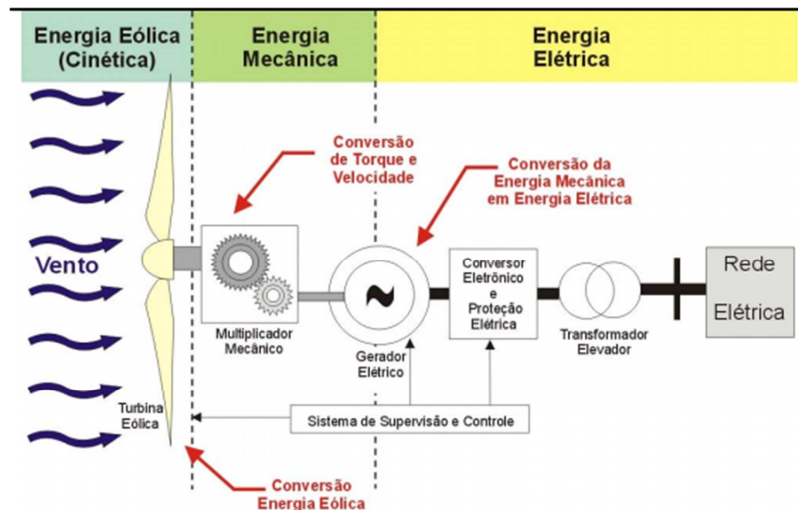 Energia Eólica
(Cinética)
Energia
Mecânica
Energia
Elétrica
Conversão
de Torque e
Velocidade
Conversão da
Energia Mecânica
em Energia Elétrica
Vento
Conversor
Eletrônico
e
Proteção
Elétrica
Rede
Elétrica
Multiplicador
Mecânico
Gerador
Elétrico
Transformador
Elevador
Turbina
Eólica
Sistema de Supervisão e Controle
Conversão
Energia Eólica